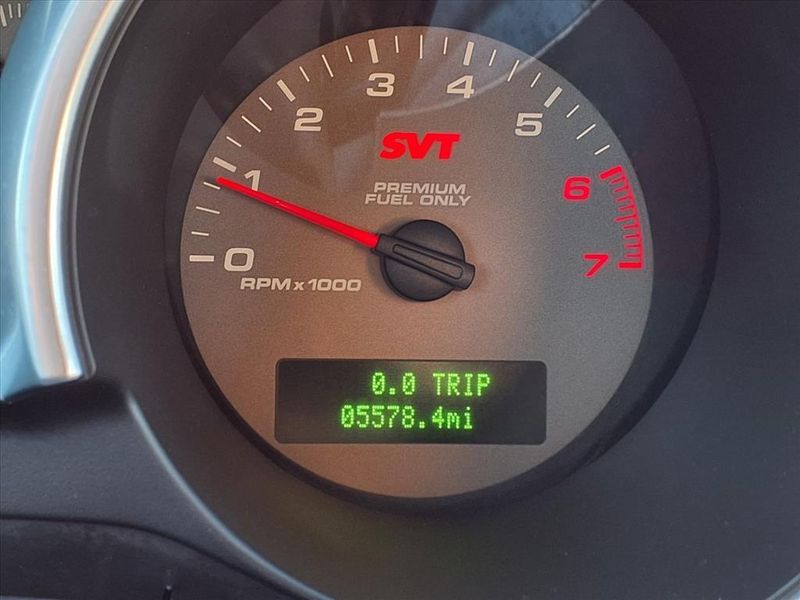 0
1
2
3
4
5
6
7
SVT
PREMIUM
FUEL ONLY
RPM x 1000
0.0 TRIP
05578.4mi